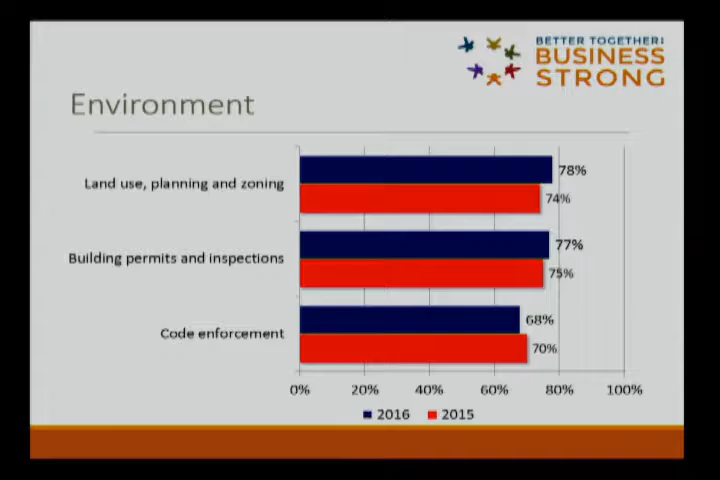 BETTER TOGETHER:
BUSINESS
STRONG
Environment
Land use, planning and zoning
78%
74%
Building permits and inspections
77%
75%
Code enforcement
68%
70%
0% 20% 40% 60% 80% 100%
2016 2015